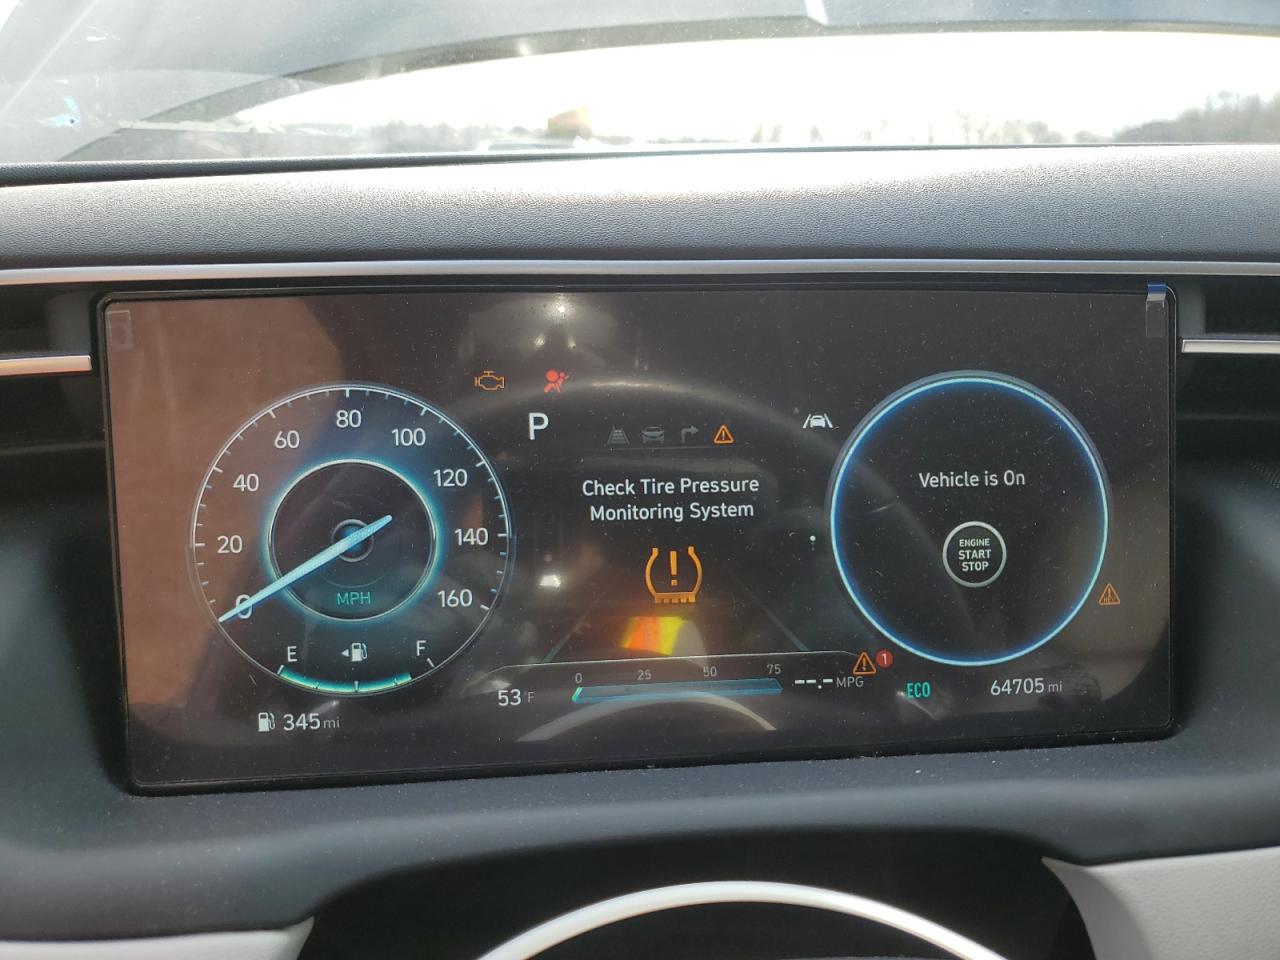 P
Check Tire Pressure
Monitoring System
0
20
40
60
80
100
120
140
160
MPH
E
F
345 mi
53°F
0
25
50
75
--.- MPG
1
Vehicle is On
ENGINE
START
STOP
ECO
64705 mi